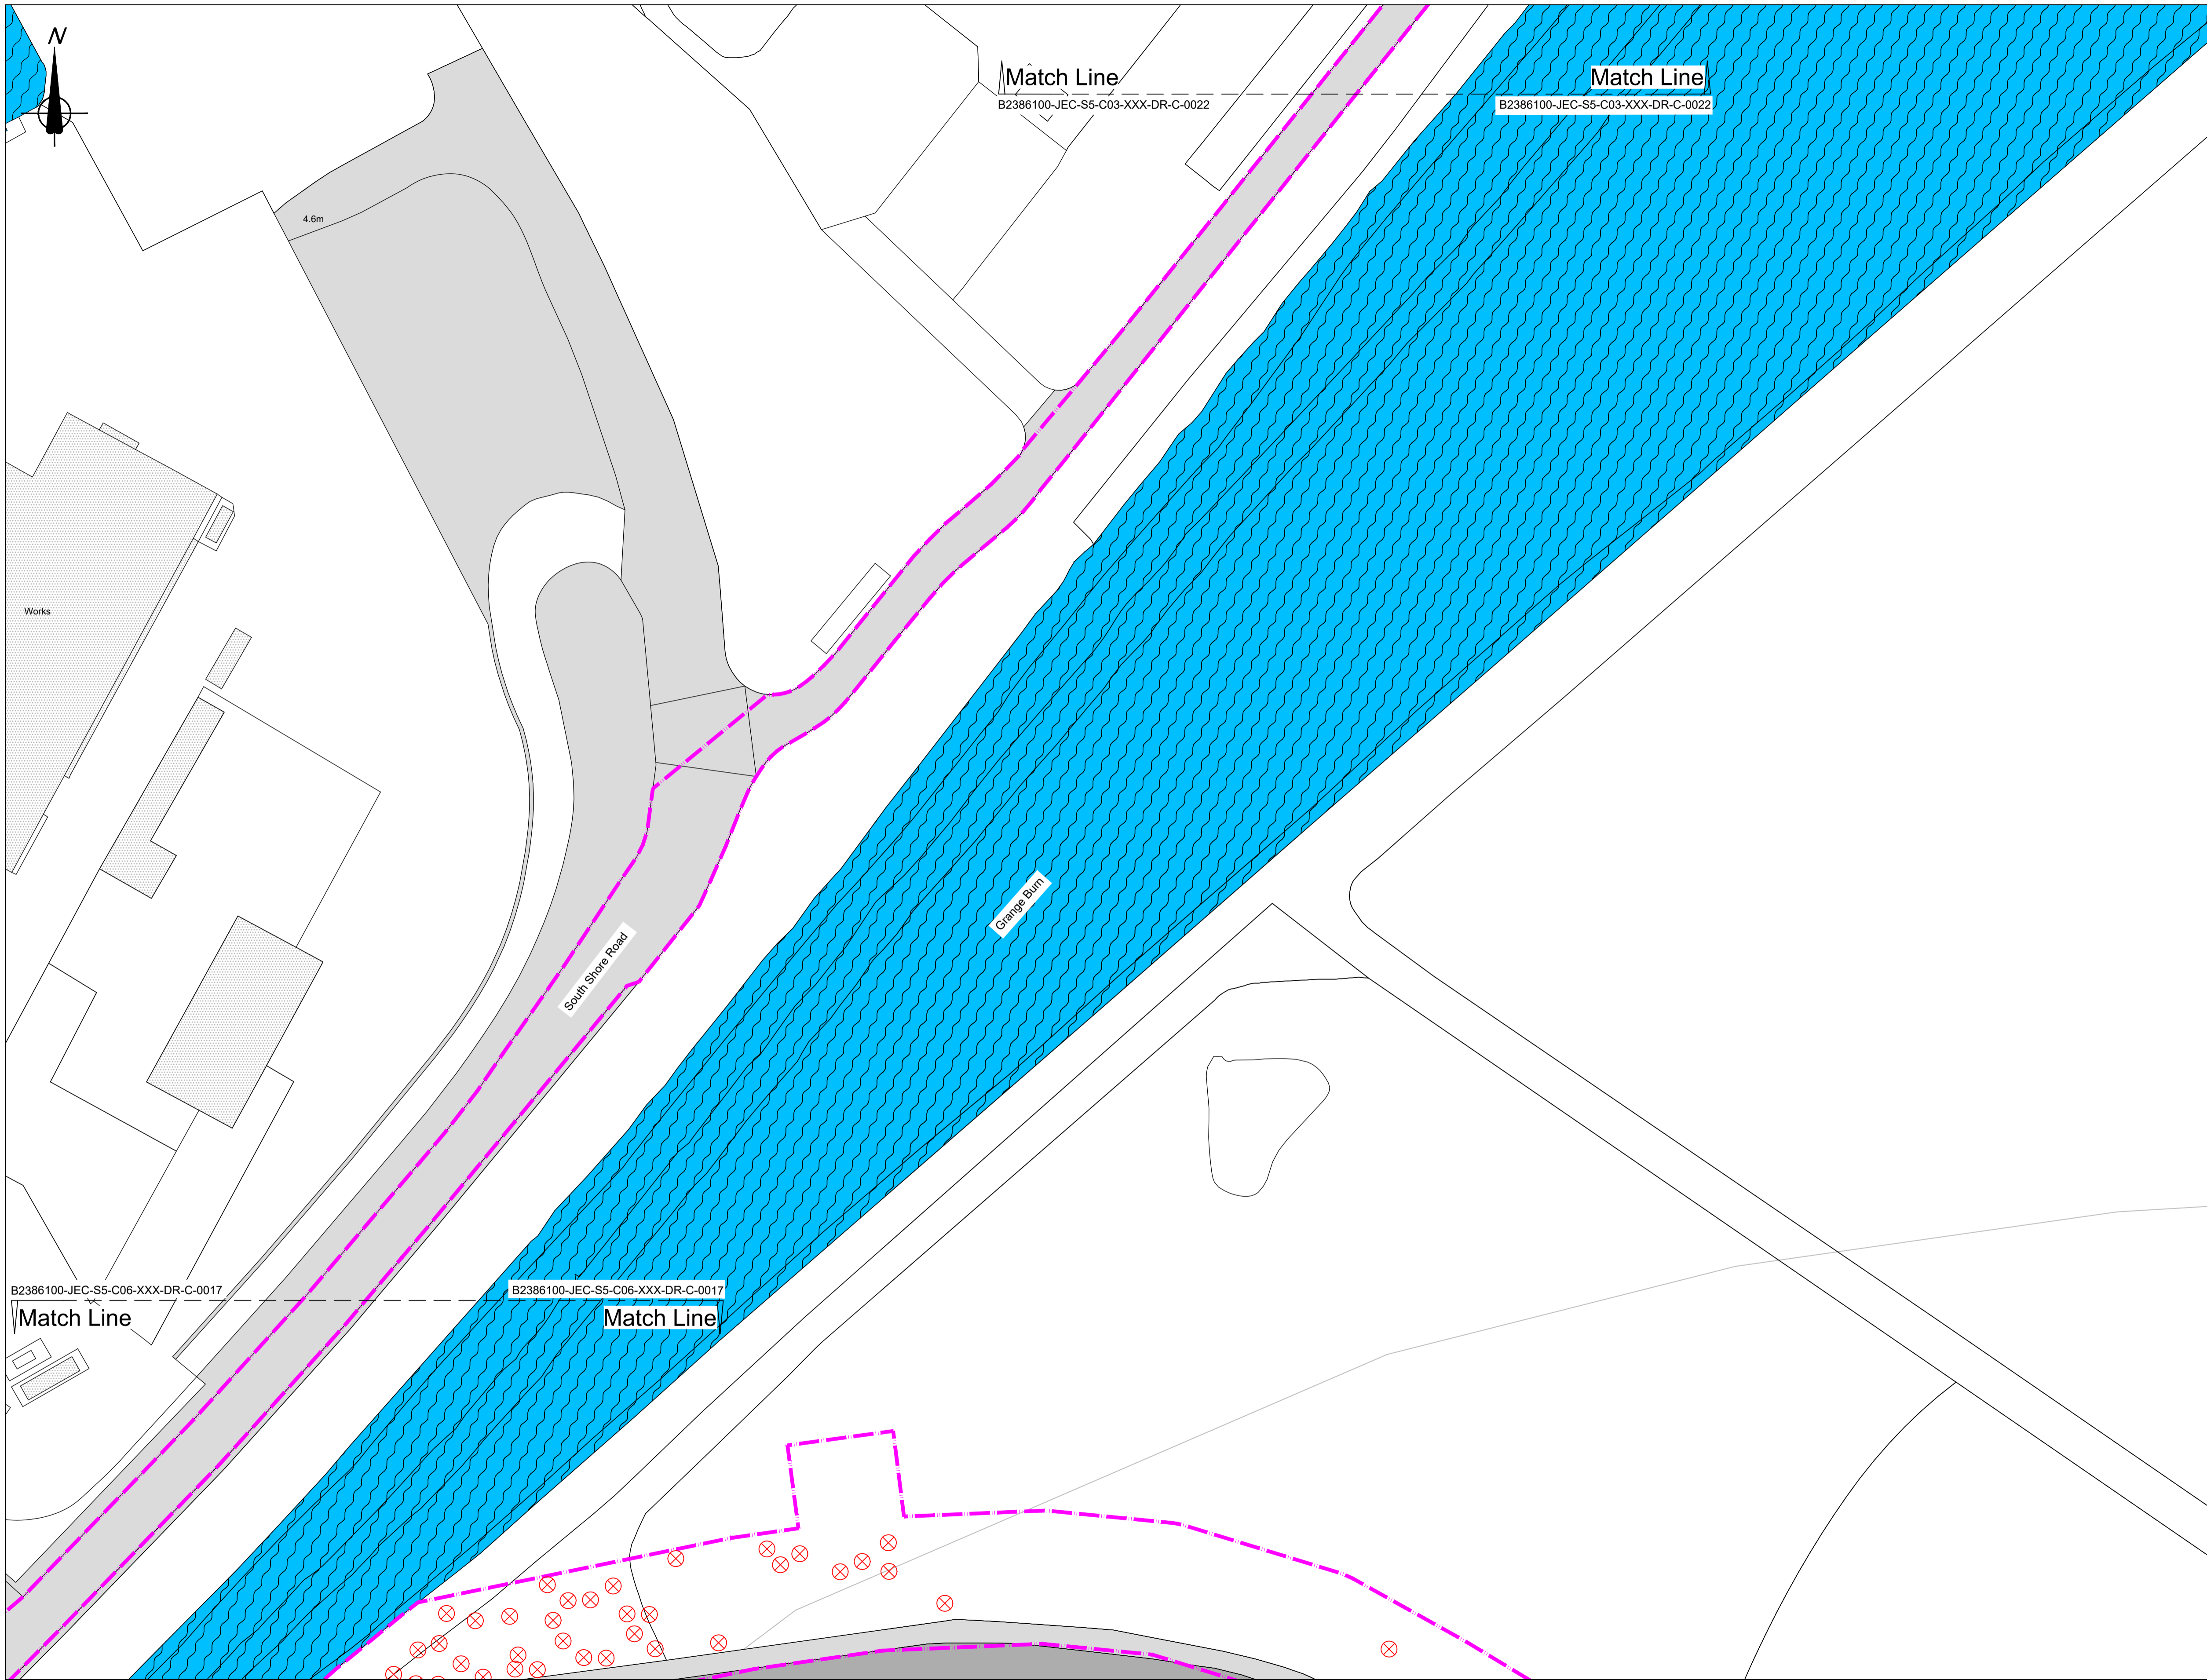 N
Match Line
Match Line
B2386100-JEC-S5-C03-XXX-DR-C-0022
B2386100-JEC-S5-C03-XXX-DR-C-0022
4.6m
Works
Grange Burn
South Shore Road
B2386100-JEC-S5-C06-XXX-DR-C-0017
B2386100-JEC-S5-C06-XXX-DR-C-0017
Match Line
Match Line